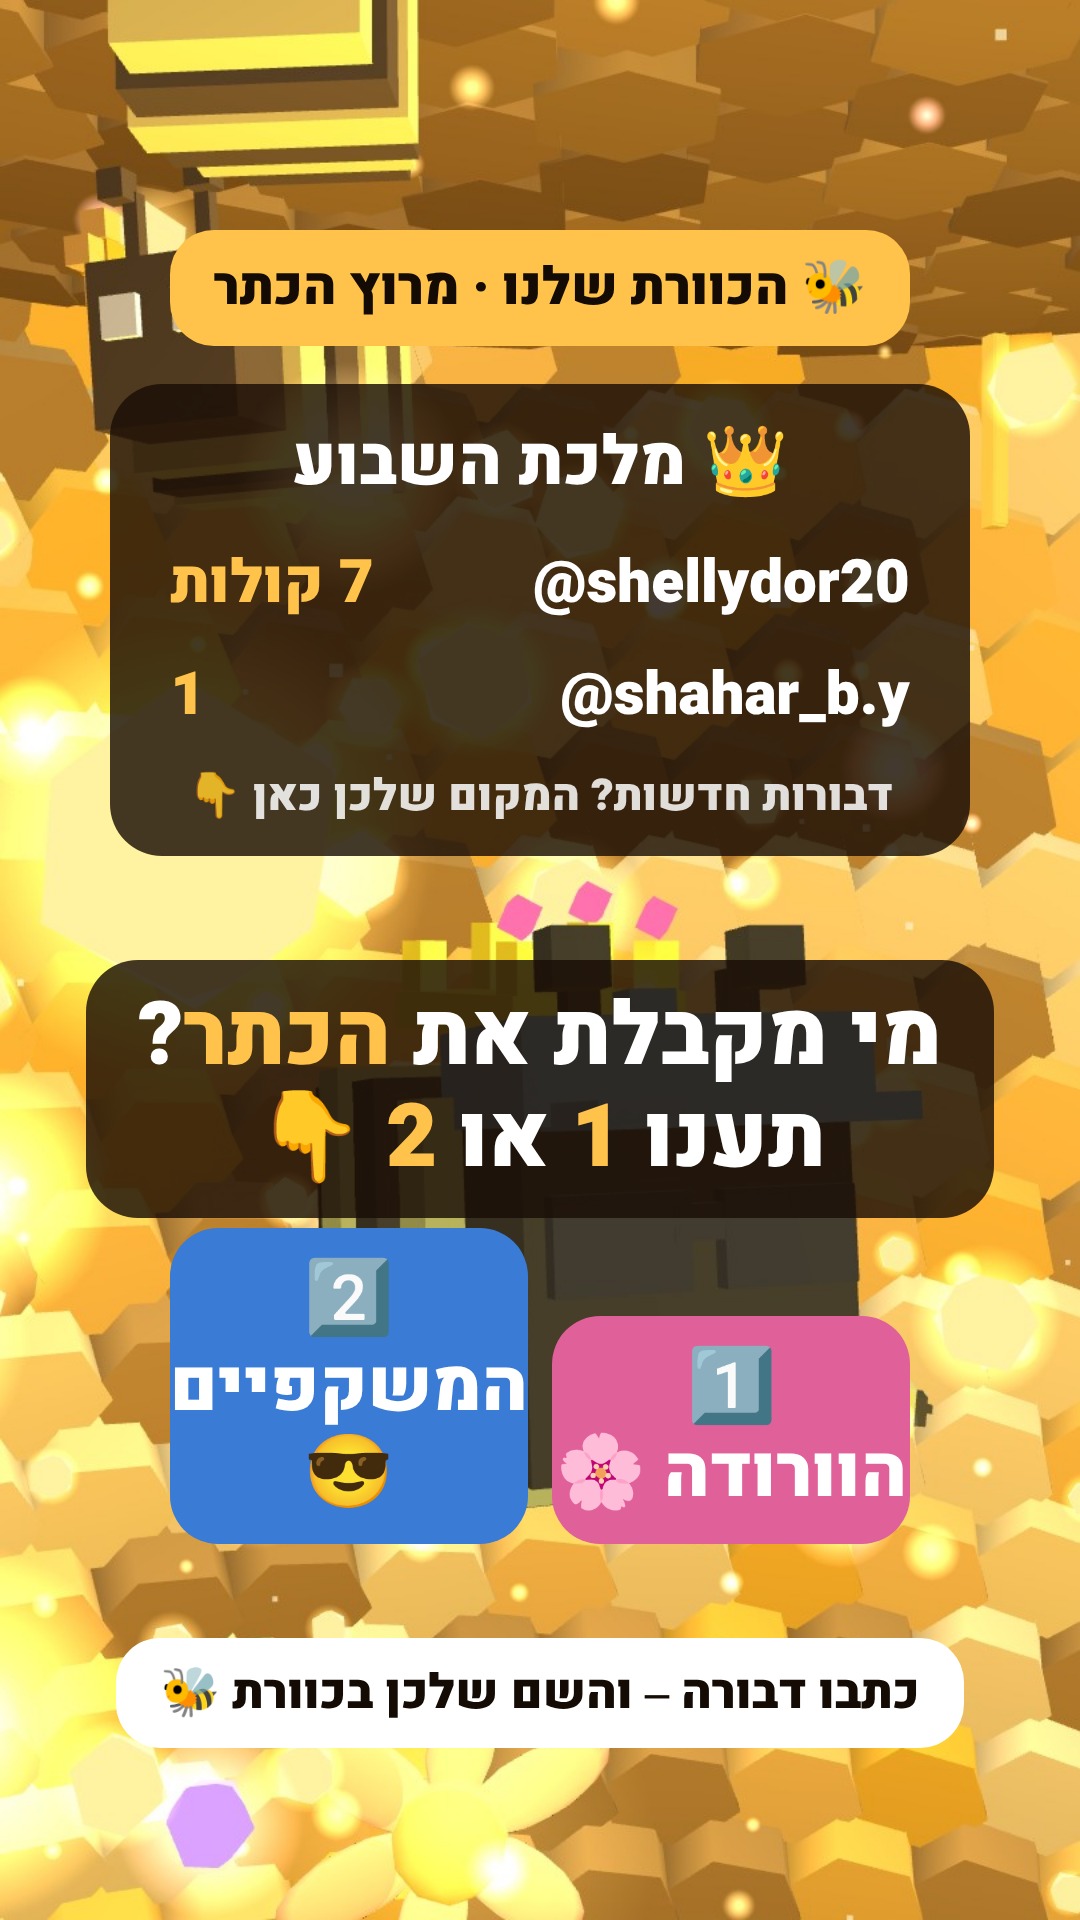 🐝 הכוורת שלנו · מרוץ הכתר
👑 מלכת השבוע
@shellydor20 7 קולות
@shahar_b.y 1
דבורות חדשות? המקום שלכן כאן 👇
מי מקבלת את הכתר?
תענו 1 או 2 👇
1️⃣
הוורודה 🌸
2️⃣
המשקפיים
😎
כתבו דבורה – והשם שלכן בכוורת 🐝